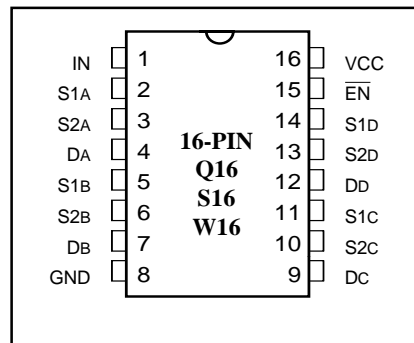 IN 1 16 VCC
S1A 2 15 EN
S2A 3 14 S1D
DA 4 16-PIN 13 S2D
S1B 5 Q16 12 DD
S2B 6 S16 11 S1C
DB 7 W16 10 S2C
GND 8 9 DC